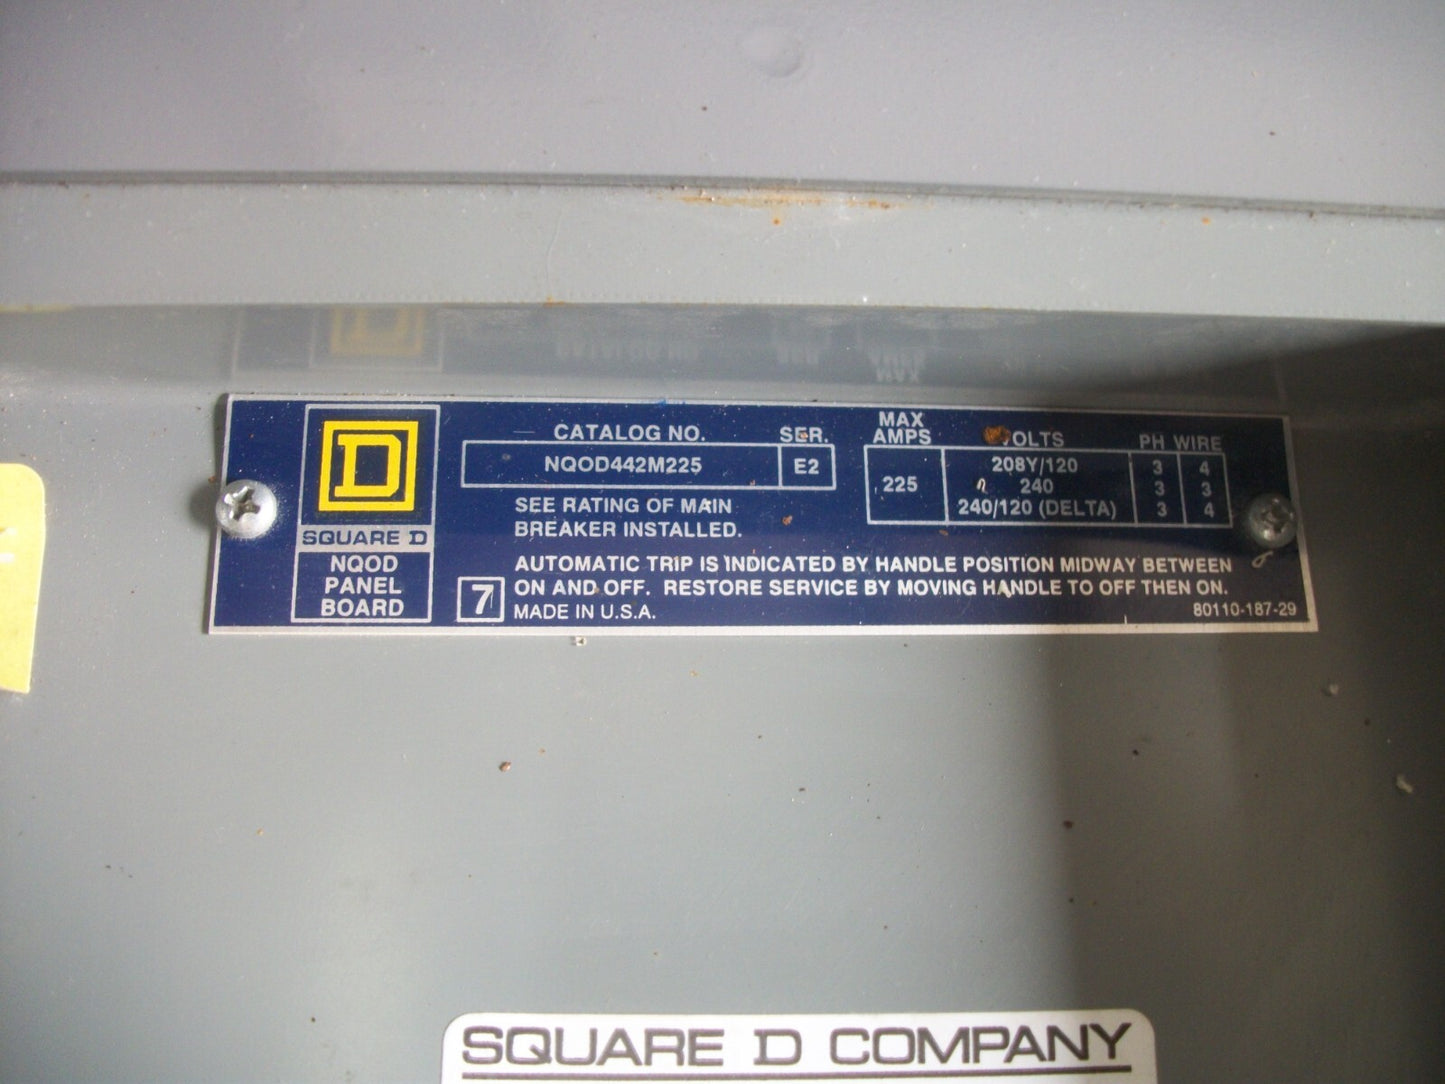 D
SQUARE D
NQOD
PANEL
BOARD
CATALOG NO. SER.
NQOD442M225 E2
SEE RATING OF MAIN
BREAKER INSTALLED.
MAX
AMPS VOLTS PH WIRE
225
208Y/120 3 4
240 3 3
240/120 (DELTA) 3 4
AUTOMATIC TRIP IS INDICATED BY HANDLE POSITION MIDWAY BETWEEN
ON AND OFF. RESTORE SERVICE BY MOVING HANDLE TO OFF THEN ON.
7 MADE IN U.S.A. 80110-187-29
SQUARE D COMPANY